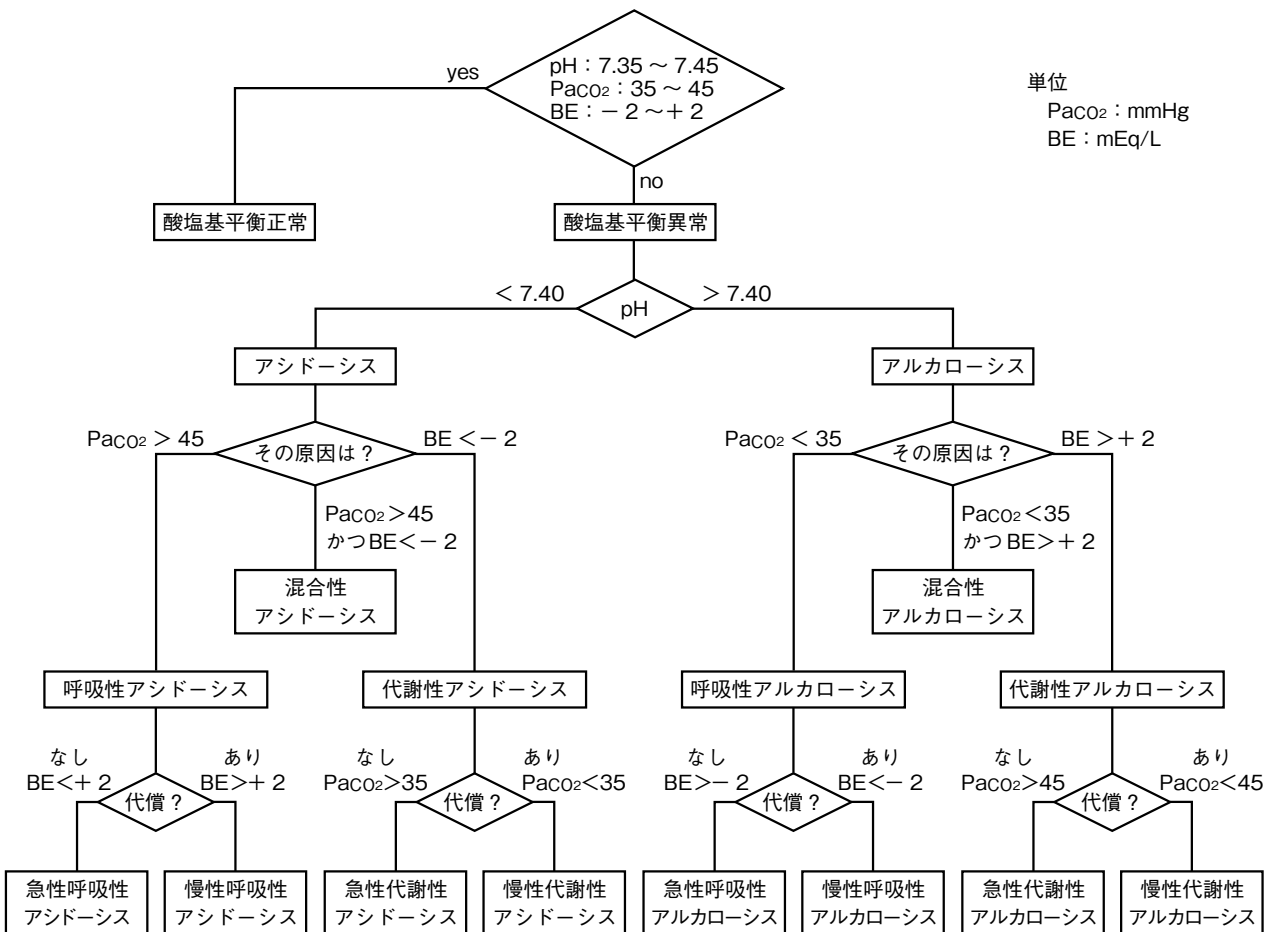 pH：7.35 〜 7.45
PaCO2：35 〜 45
BE：− 2 〜＋ 2
yes
no
単位
PaCO2：mmHg
BE：mEq/L
酸塩基平衡正常
酸塩基平衡異常
＜ 7.40
pH
＞ 7.40
アシドーシス
アルカローシス
PaCO2 ＞ 45
その原因は？
BE ＜− 2
PaCO2 ＜ 35
その原因は？
BE ＞＋ 2
PaCO2＞45
かつBE＜− 2
PaCO2＜35
かつBE＞＋ 2
混合性
アシドーシス
混合性
アルカローシス
呼吸性アシドーシス
代謝性アシドーシス
呼吸性アルカローシス
代謝性アルカローシス
なし
BE＜＋ 2
代償？
あり
BE＞＋ 2
なし
PaCO2＞35
代償？
あり
PaCO2＜35
なし
BE＞− 2
代償？
あり
BE＜− 2
なし
PaCO2＞45
代償？
あり
PaCO2＜45
急性呼吸性
アシドーシス
慢性呼吸性
アシドーシス
急性代謝性
アシドーシス
慢性代謝性
アシドーシス
急性呼吸性
アルカローシス
慢性呼吸性
アルカローシス
急性代謝性
アルカローシス
慢性代謝性
アルカローシス